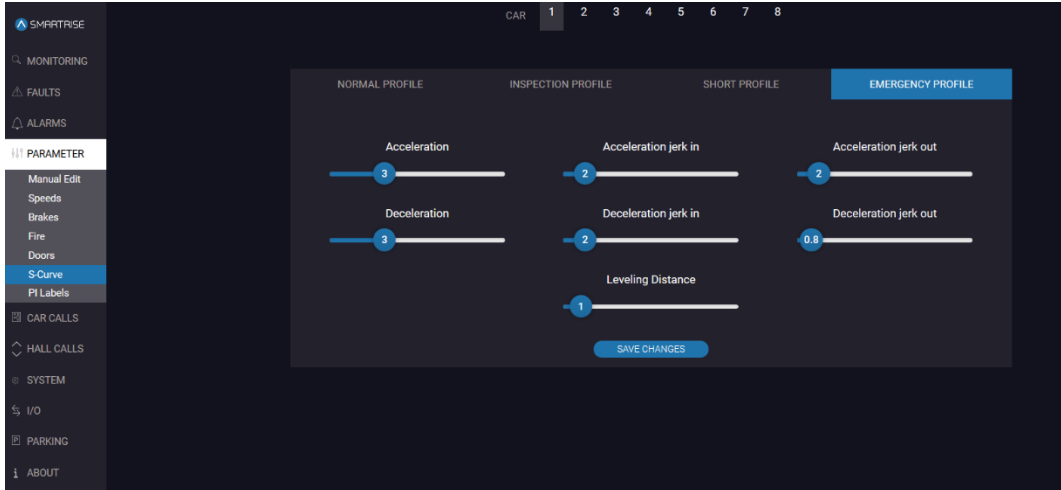 SMARTRISE
CAR 1 2 3 4 5 6 7 8
MONITORING
FAULTS
ALARMS
PARAMETER
Manual Edit
Speeds
Brakes
Fire
Doors
S-Curve
PI Labels
CAR CALLS
HALL CALLS
SYSTEM
I/O
P PARKING
i ABOUT
NORMAL PROFILE INSPECTION PROFILE SHORT PROFILE EMERGENCY PROFILE
Acceleration Acceleration jerk in Acceleration jerk out
3 2 2
Deceleration Deceleration jerk in Deceleration jerk out
3 2 0.8
Leveling Distance
1
SAVE CHANGES